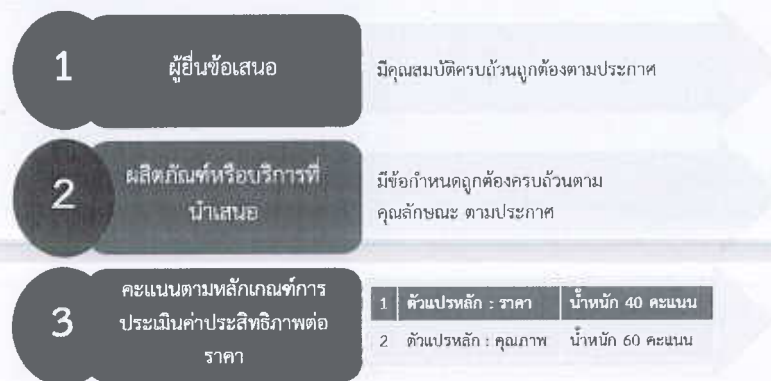 1
ผู้ยื่นข้อเสนอ
มีคุณสมบัติครบถ้วนถูกต้องตามประกาศ
2
ผลิตภัณฑ์หรือบริการที่
นำเสนอ
มีข้อกำหนดถูกต้องครบถ้วนตาม
คุณลักษณะ ตามประกาศ
3
คะแนนตามหลักเกณฑ์การ
ประเมินค่าประสิทธิภาพต่อ
ราคา
1 ตัวแปรหลัก : ราคา น้ำหนัก 40 คะแนน
2 ตัวแปรหลัก : คุณภาพ น้ำหนัก 60 คะแนน